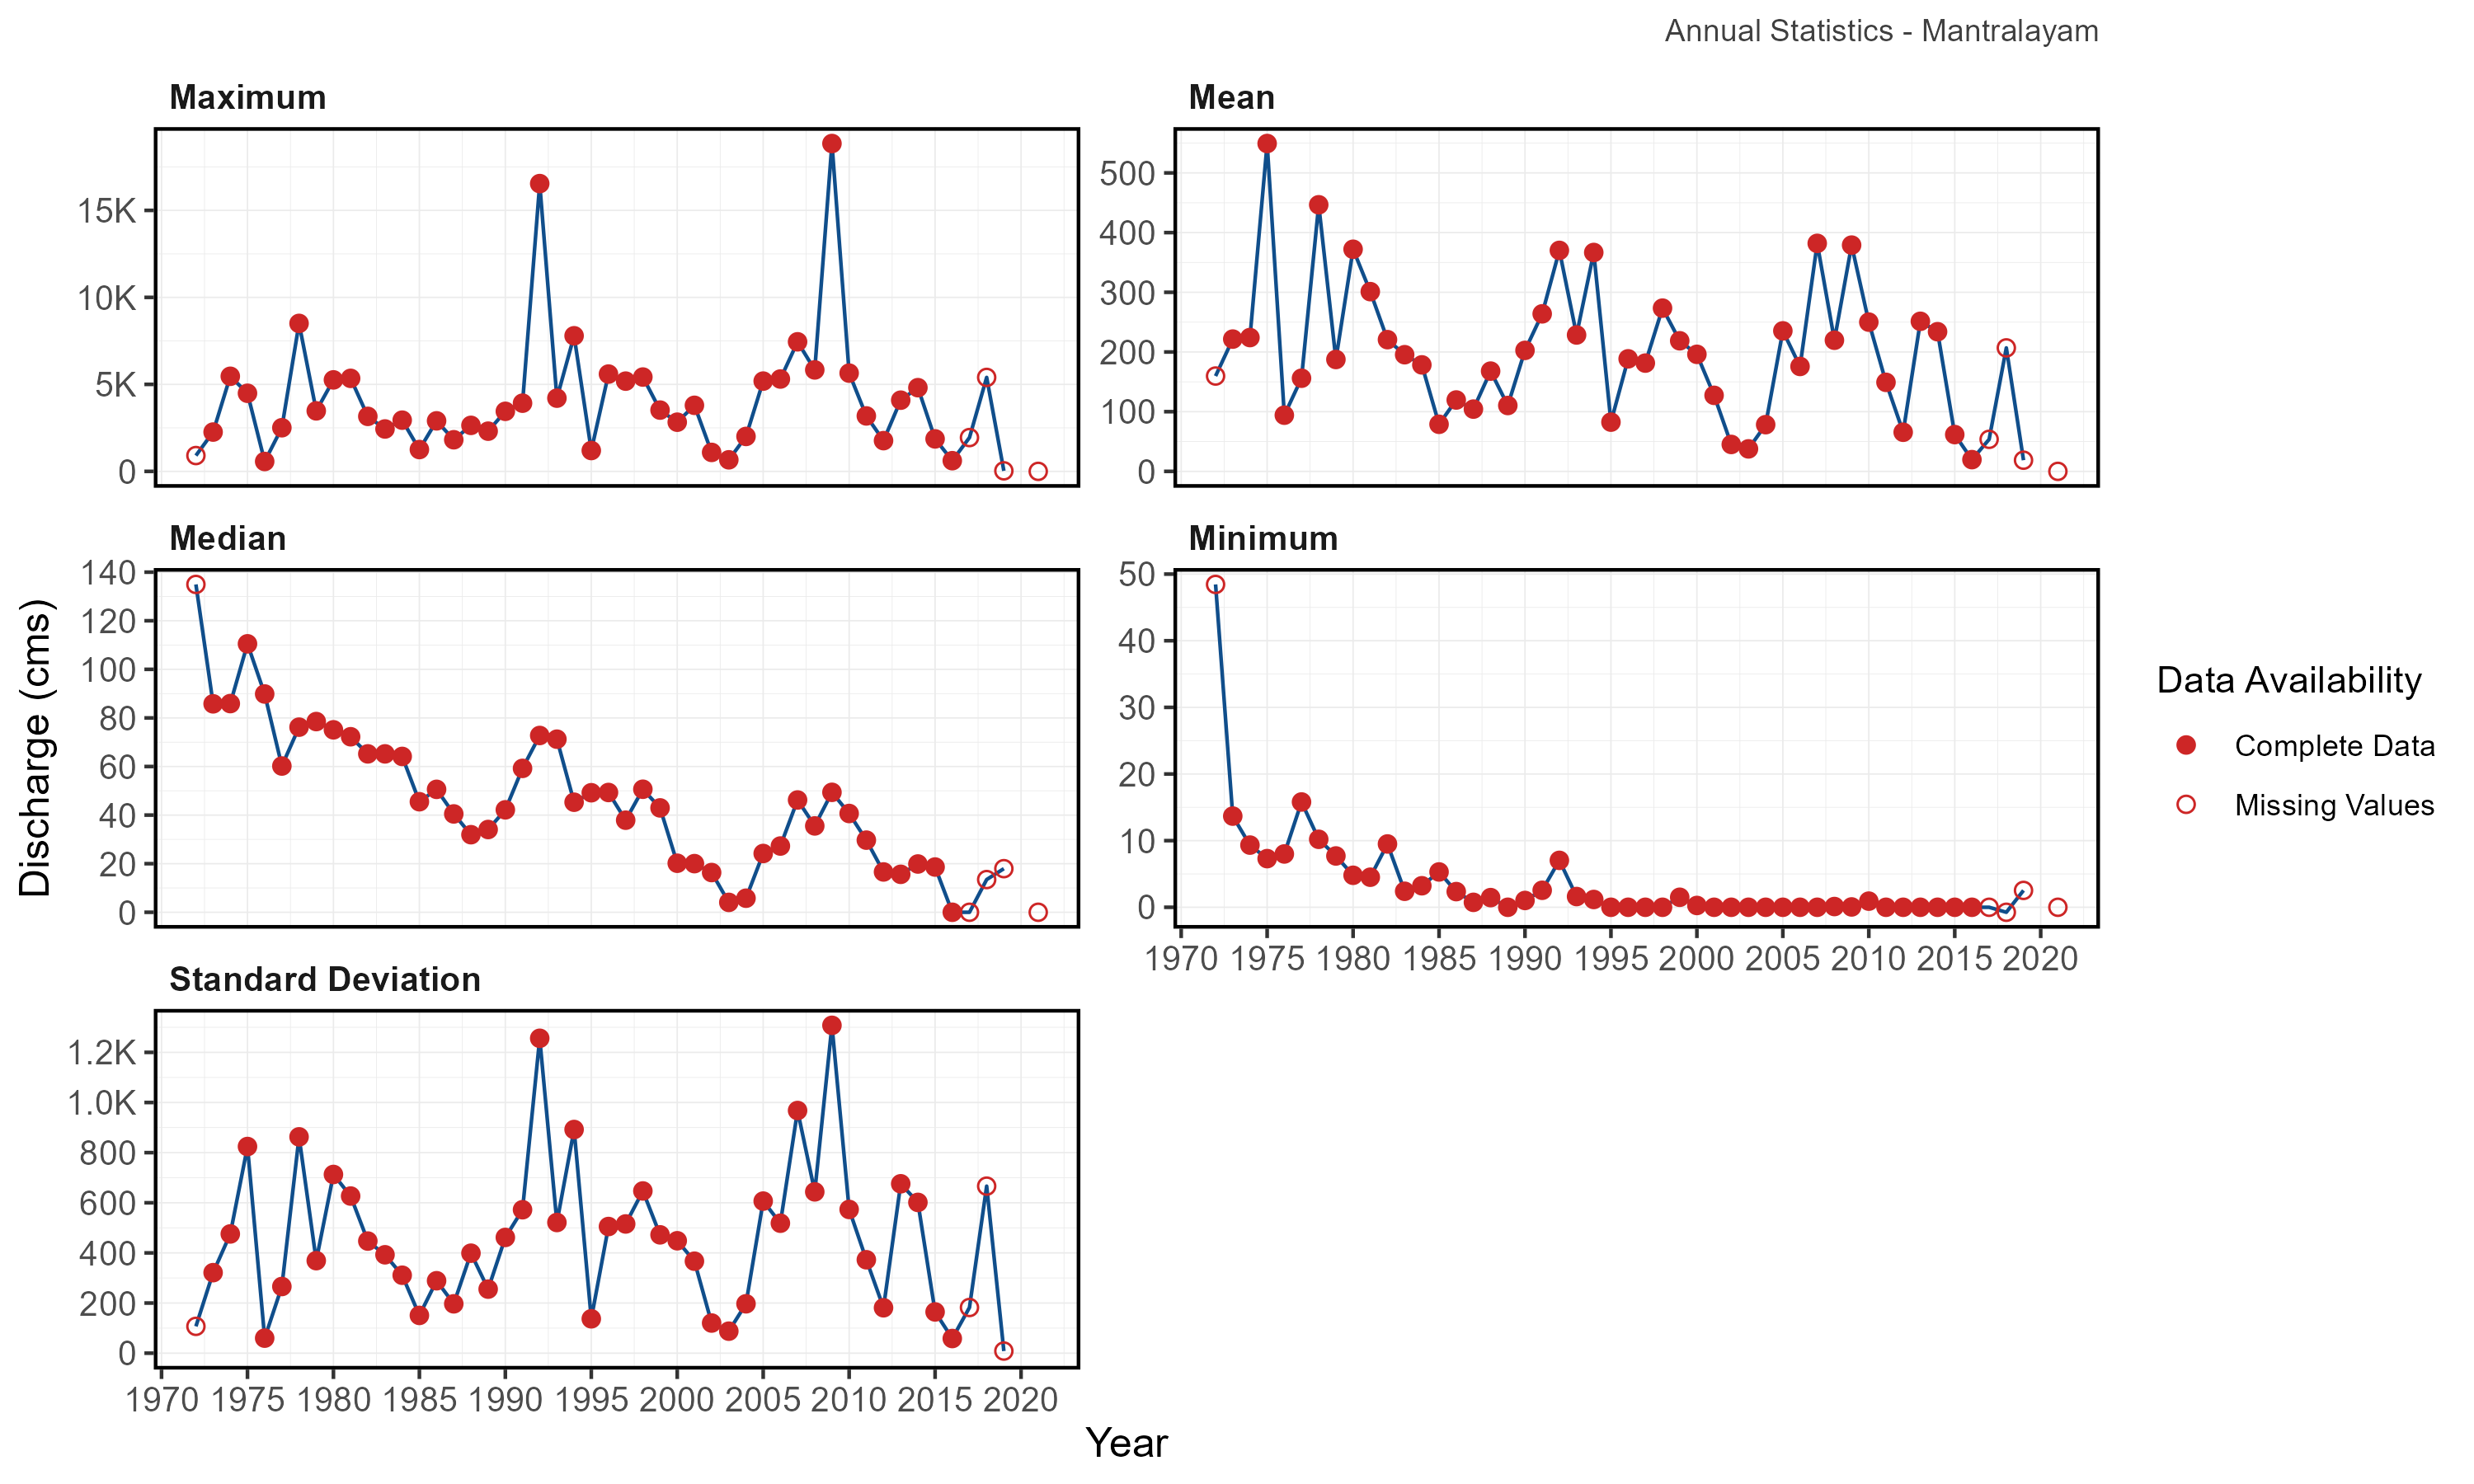 Annual Statistics - Mantralayam
Maximum
15K
10K
5K
0
Mean
500
400
300
200
100
0
Median
140
120
100
80
60
40
20
0
Minimum
50
40
30
20
10
0
1970 1975 1980 1985 1990 1995 2000 2005 2010 2015 2020
Standard Deviation
1.2K
1.0K
800
600
400
200
0
1970 1975 1980 1985 1990 1995 2000 2005 2010 2015 2020
Discharge (cms)
Year
Data Availability
Complete Data
Missing Values